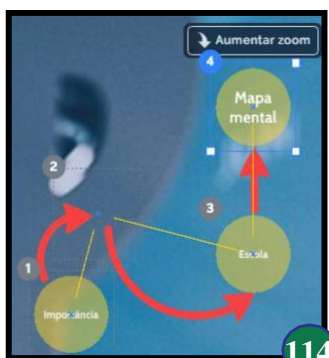 Aumentar zoom
4
Mapa
mental
2
3
Escola
1
Importância
114